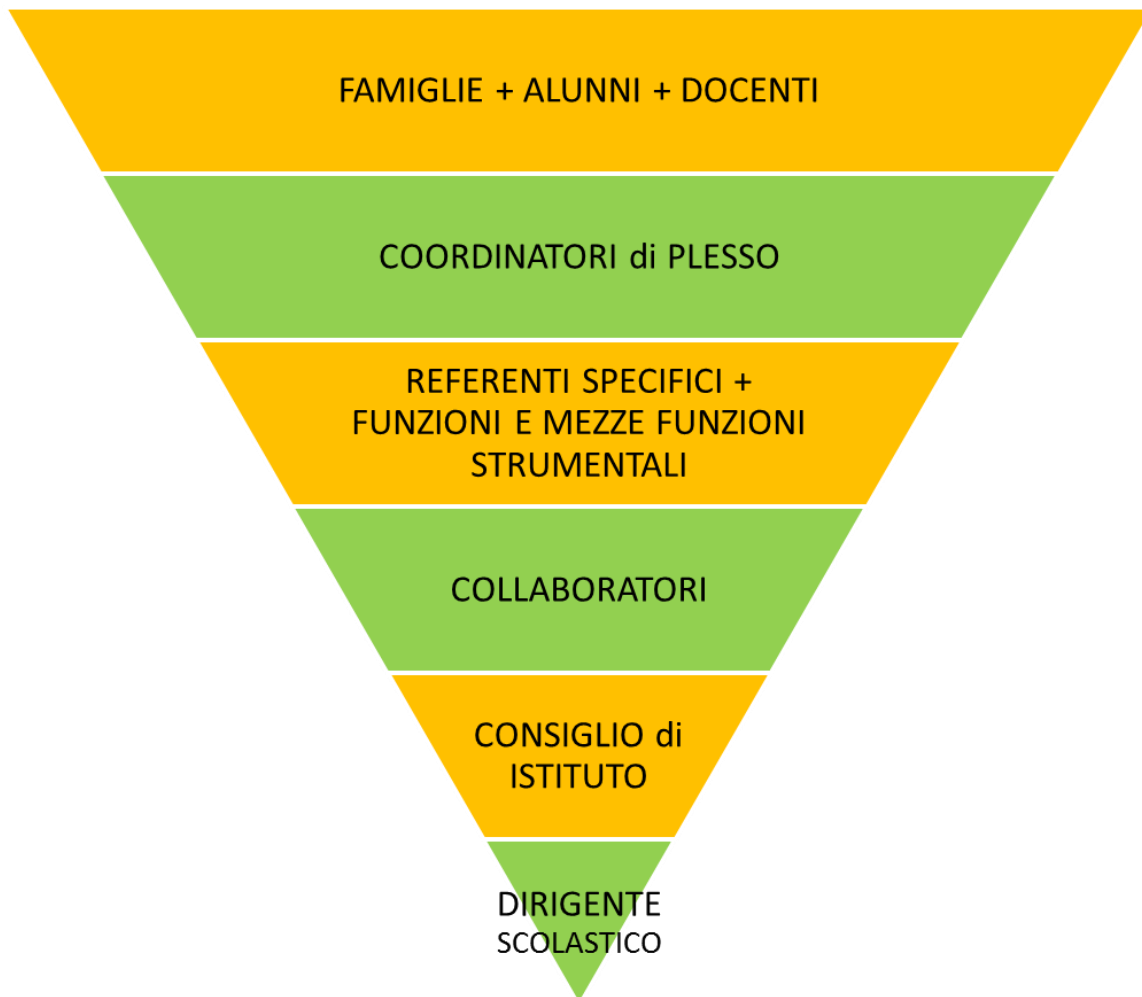 FAMIGLIE + ALUNNI + DOCENTI
COORDINATORI di PLESSO
REFERENTI SPECIFICI +
FUNZIONI E MEZZE FUNZIONI
STRUMENTALI
COLLABORATORI
CONSIGLIO di
ISTITUTO
DIRIGENTE
SCOLASTICO